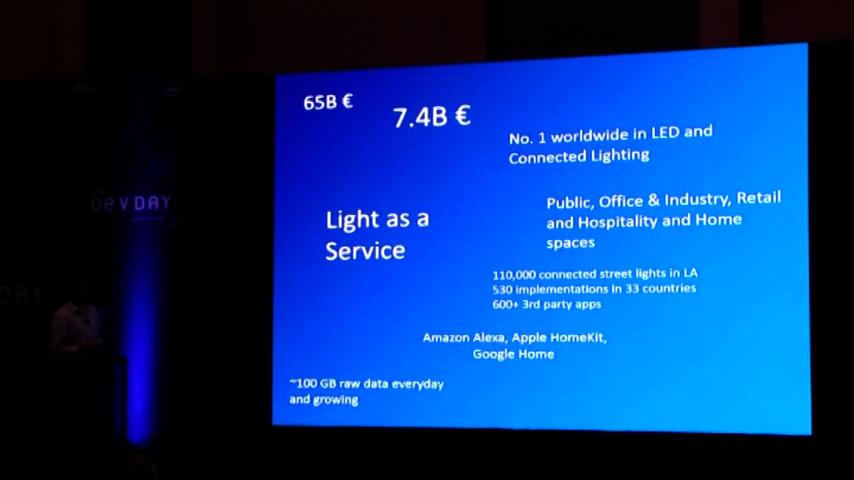 65B €
7.4B €
No. 1 worldwide in LED and
Connected Lighting
Light as a
Service
Public, Office & Industry, Retail
and Hospitality and Home
spaces
110,000 connected street lights in LA
530 implementations in 33 countries
600+ 3rd party apps
Amazon Alexa, Apple HomeKit,
Google Home
~100 GB raw data everyday
and growing
DevDAY
DAY